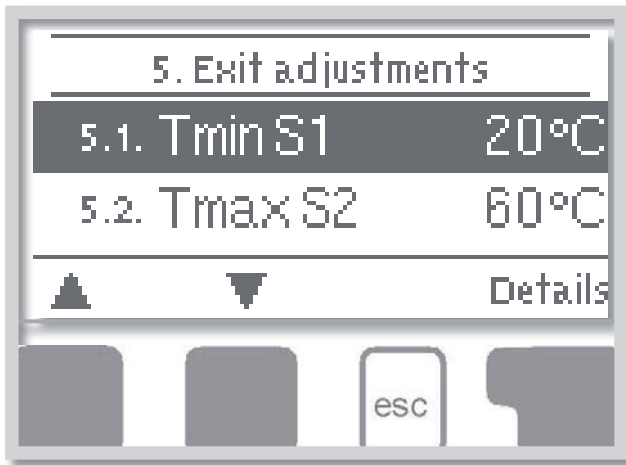 5. Exit adjustments
5.1. Tmin S1 20°C
5.2. Tmax S2 60°C
▲ ▼ Details
esc